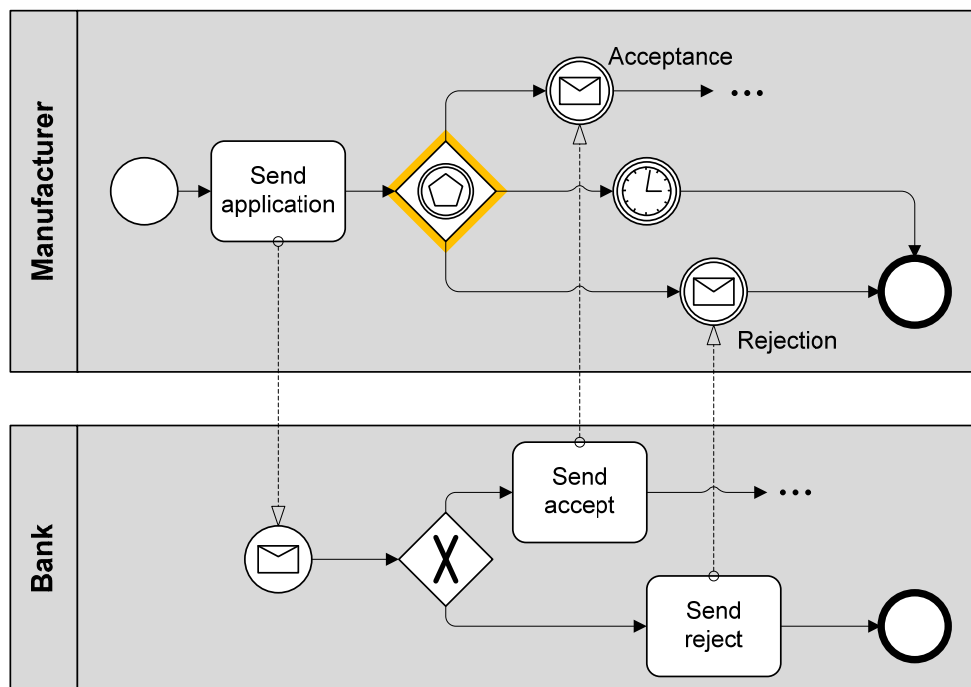 Manufacturer
Acceptance
...
Send
application
Rejection
Bank
Send
accept
...
X
Send
reject